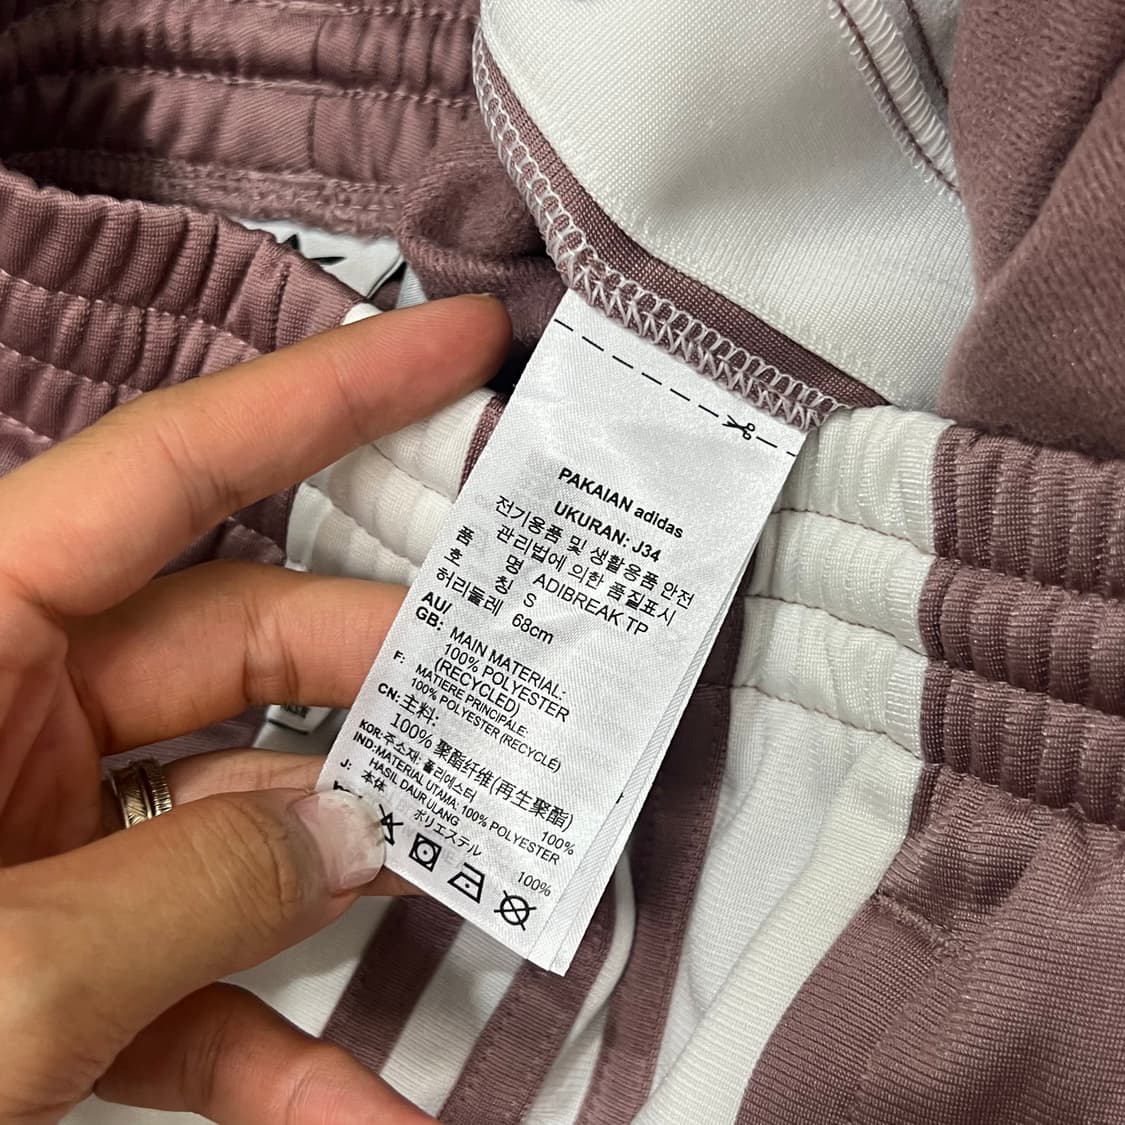 PAKAIAN adidas
UKURAN: J34
전기용품 및 생활용품 안전
관리법에 의한 품질표시
품 명 ADIBREAK TP
호 칭 S
허리둘레 68cm
AU/
GB: MAIN MATERIAL:
100% POLYESTER
(RECYCLED)
F: MATIERE PRINCIPALE:
100% POLYESTER (RECYCLÉ)
CN: 主料:
100% 聚酯纤维(再生聚酯)
KOR: 주소재: 폴리에스터 100%
IND: MATERIAL UTAMA: 100% POLYESTER
HASIL DAUR ULANG
J: 本体
ポリエステル 100%